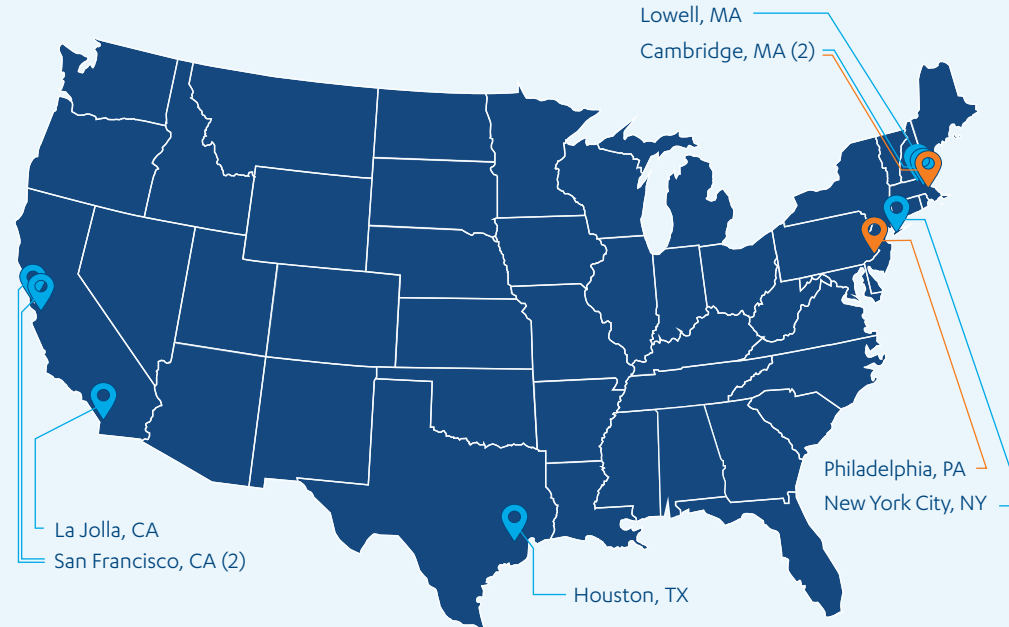 Lowell, MA
Cambridge, MA (2)
Philadelphia, PA
New York City, NY
La Jolla, CA
San Francisco, CA (2)
Houston, TX